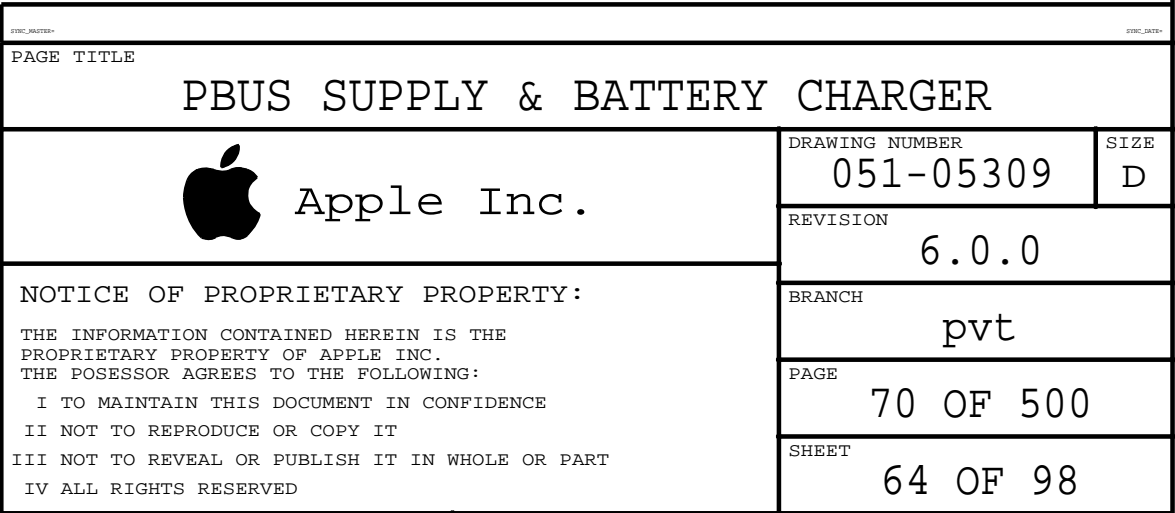 SYNC_MASTER=
SYNC_DATE=
PAGE TITLE
PBUS SUPPLY & BATTERY CHARGER
Apple Inc.
DRAWING NUMBER
051-05309
SIZE
D
REVISION
6.0.0
NOTICE OF PROPRIETARY PROPERTY:
THE INFORMATION CONTAINED HEREIN IS THE
PROPRIETARY PROPERTY OF APPLE INC.
THE POSESSOR AGREES TO THE FOLLOWING:
I TO MAINTAIN THIS DOCUMENT IN CONFIDENCE
II NOT TO REPRODUCE OR COPY IT
III NOT TO REVEAL OR PUBLISH IT IN WHOLE OR PART
IV ALL RIGHTS RESERVED
BRANCH
pvt
PAGE
70 OF 500
SHEET
64 OF 98